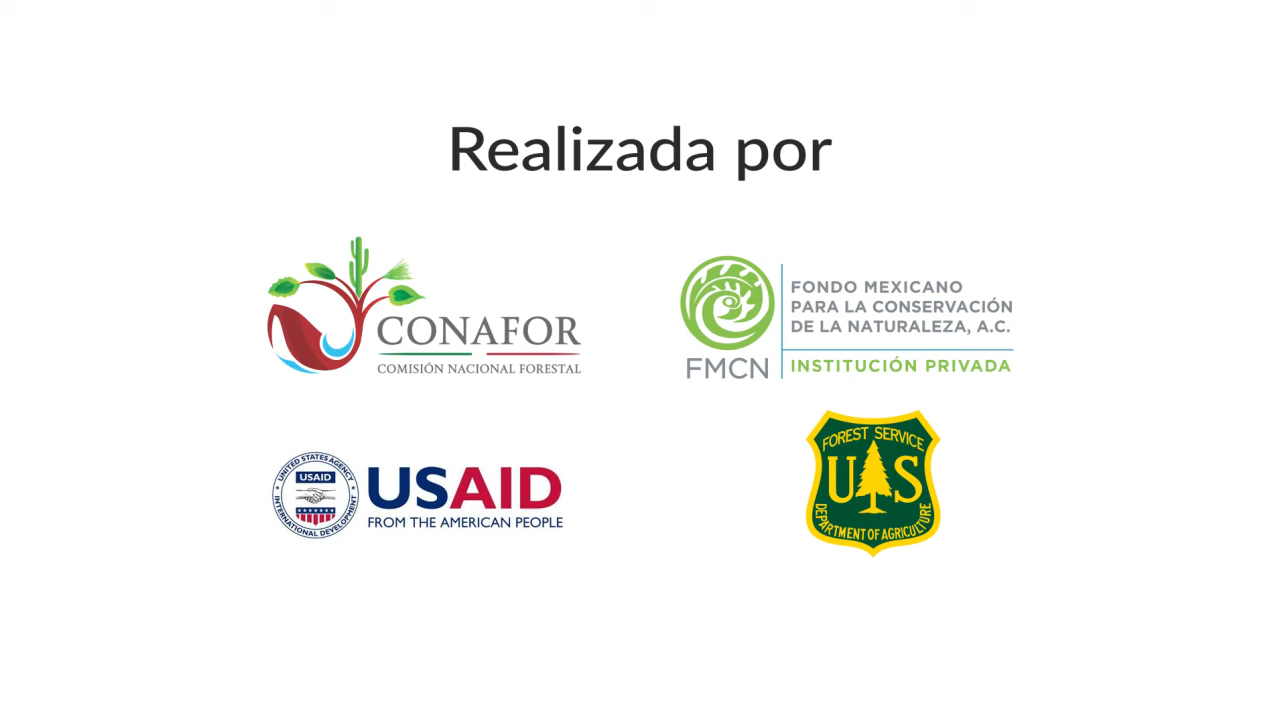 Realizada por
CONAFOR
COMISIÓN NACIONAL FORESTAL
FMCN
FONDO MEXICANO
PARA LA CONSERVACIÓN
DE LA NATURALEZA, A.C.
INSTITUCIÓN PRIVADA
UNITED STATES AGENCY
USAID
INTERNATIONAL DEVELOPMENT
USAID
FROM THE AMERICAN PEOPLE
FOREST SERVICE
U S
DEPARTMENT OF AGRICULTURE